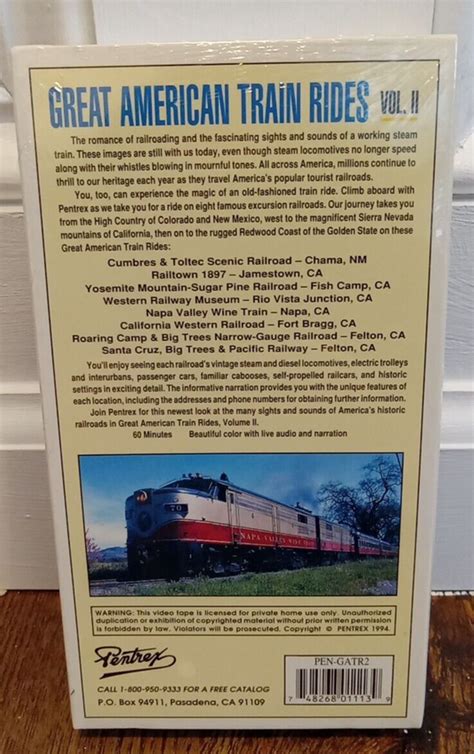 GREAT AMERICAN TRAIN RIDES VOL. II
The romance of railroading and the fascinating sights and sounds of a working steam
train. These images are still with us today, even though steam locomotives no longer speed
along with their whistles blowing in mournful tones. All across America, millions continue to
thrill to our heritage each year as they travel America's popular tourist railroads.
You, too, can experience the magic of an old-fashioned train ride. Climb aboard with
Pentrex as we take you for a ride on eight famous excursion railroads. Our journey takes you
from the High Country of Colorado and New Mexico, west to the magnificent Sierra Nevada
mountains of California, then on to the rugged Redwood Coast of the Golden State on these
Great American Train Rides:
Cumbres & Toltec Scenic Railroad – Chama, NM
Railtown 1897 – Jamestown, CA
Yosemite Mountain-Sugar Pine Railroad – Fish Camp, CA
Western Railway Museum – Rio Vista Junction, CA
Napa Valley Wine Train – Napa, CA
California Western Railroad – Fort Bragg, CA
Roaring Camp & Big Trees Narrow-Gauge Railroad – Felton, CA
Santa Cruz, Big Trees & Pacific Railway – Felton, CA
You'll enjoy seeing each railroad's vintage steam and diesel locomotives, electric trolleys
and interurbans, passenger cars, familiar cabooses, self-propelled railcars, and historic
settings in exciting detail. The informative narration provides you with the unique features of
each location, including the addresses and phone numbers for obtaining further information.
Join Pentrex for this newest look at the many sights and sounds of America's historic
railroads in Great American Train Rides, Volume II.
60 Minutes Beautiful color with live audio and narration
70
NAPA VALLEY WINE TRAIN
WARNING: This video tape is licensed for private home use only. Unauthorized
duplication or exhibition of copyrighted material without prior written permission
is forbidden by law. Violators will be prosecuted. Copyright © PENTREX 1994.
Pentrex
CALL 1-800-950-9333 FOR A FREE CATALOG
P.O. Box 94911, Pasadena, CA 91109
PEN-GATR2
7 48268 01113 9